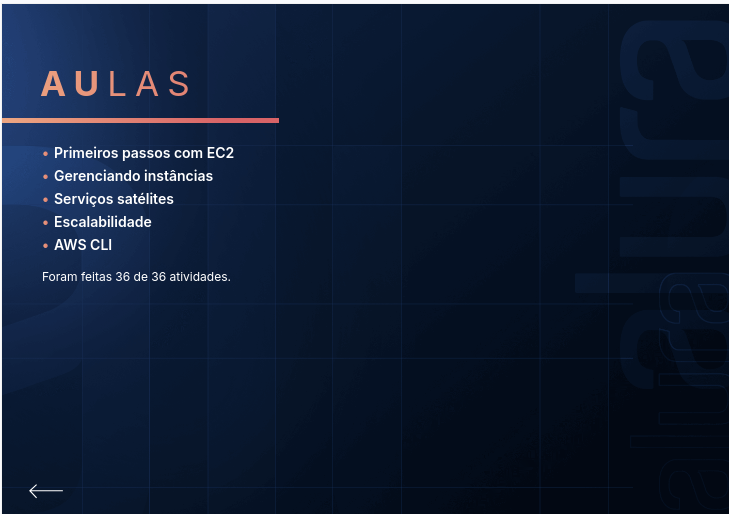 AULAS
• Primeiros passos com EC2
• Gerenciando instâncias
• Serviços satélites
• Escalabilidade
• AWS CLI
Foram feitas 36 de 36 atividades.
alura
alura